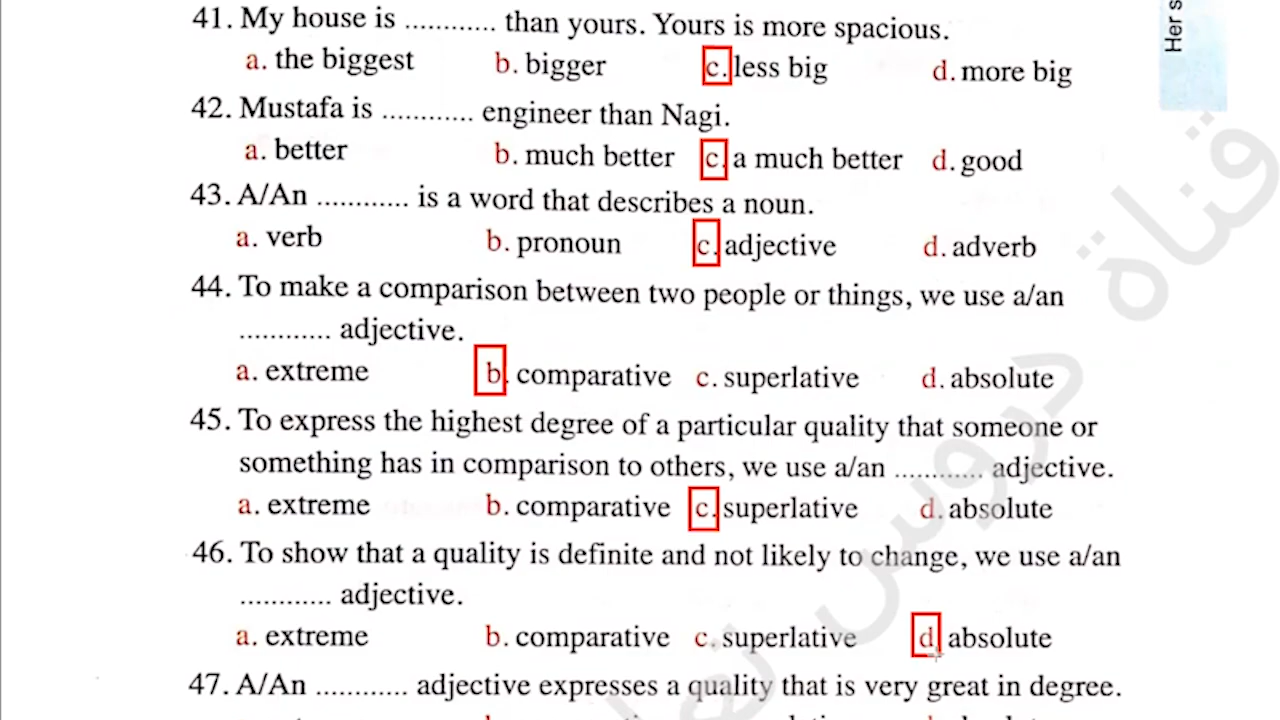 41. My house is ............ than yours. Yours is more spacious.
a. the biggest b. bigger c. less big d. more big
42. Mustafa is ............ engineer than Nagi.
a. better b. much better c. a much better d. good
43. A/An ............ is a word that describes a noun.
a. verb b. pronoun c. adjective d. adverb
44. To make a comparison between two people or things, we use a/an
............ adjective.
a. extreme b. comparative c. superlative d. absolute
45. To express the highest degree of a particular quality that someone or
something has in comparison to others, we use a/an ............ adjective.
a. extreme b. comparative c. superlative d. absolute
46. To show that a quality is definite and not likely to change, we use a/an
............ adjective.
a. extreme b. comparative c. superlative d. absolute
47. A/An ............ adjective expresses a quality that is very great in degree.
Her s
قناة دروس